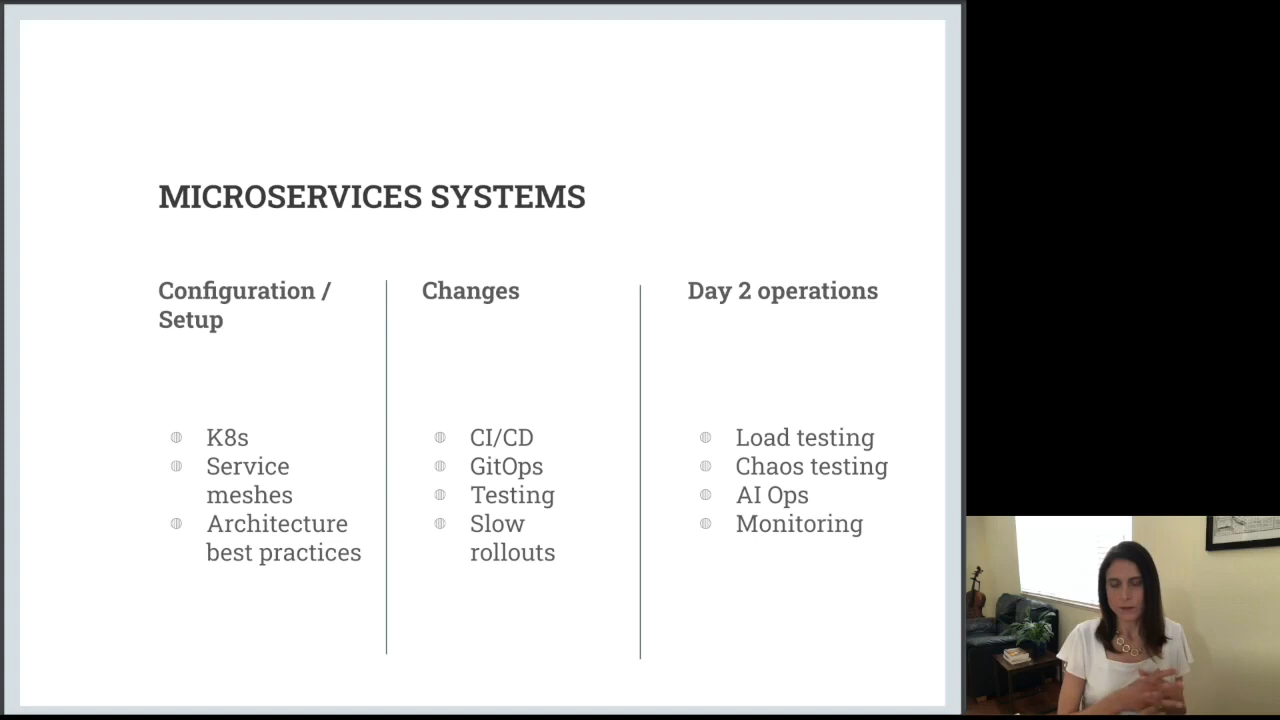 MICROSERVICES SYSTEMS
Configuration /
Setup
K8s
Service
meshes
Architecture
best practices
Changes
CI/CD
GitOps
Testing
Slow
rollouts
Day 2 operations
Load testing
Chaos testing
AI Ops
Monitoring